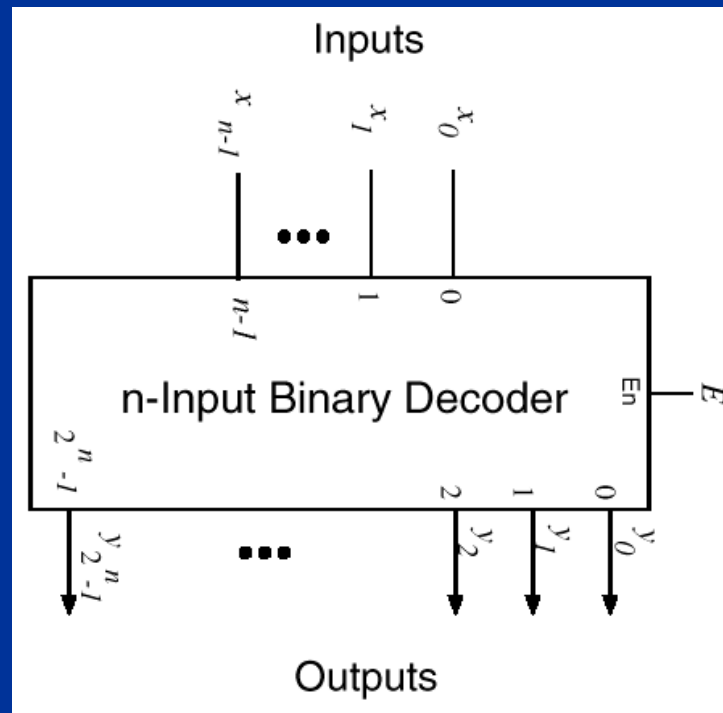 Inputs
x n-1 x 1 x 0
n-1 1 0
n-Input Binary Decoder
En E
2 n -1 2 1 0
y 2 n -1 y 2 y 1 y 0
Outputs